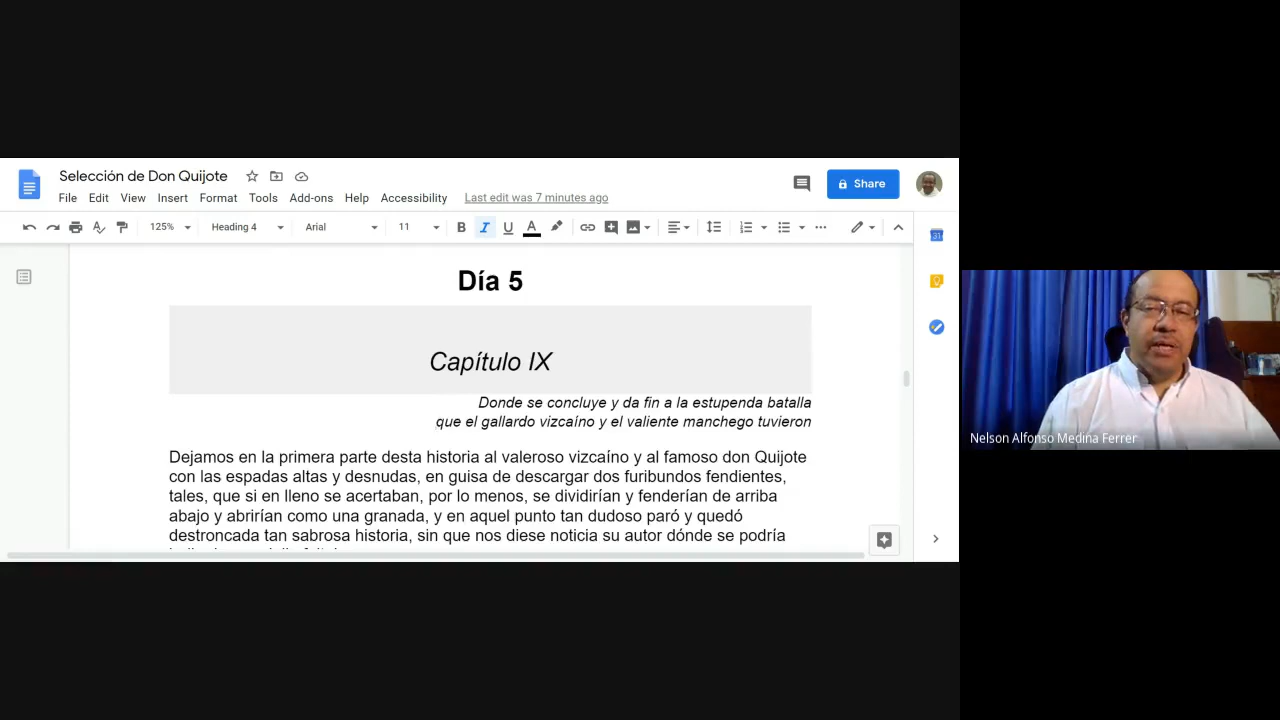 Selección de Don Quijote
File Edit View Insert Format Tools Add-ons Help Accessibility Last edit was 7 minutes ago
Share
125% Heading 4 Arial 11 B I U A
31
Día 5
Capítulo IX
Donde se concluye y da fin a la estupenda batalla
que el gallardo vizcaíno y el valiente manchego tuvieron
Dejamos en la primera parte desta historia al valeroso vizcaíno y al famoso don Quijote
con las espadas altas y desnudas, en guisa de descargar dos furibundos fendientes,
tales, que si en lleno se acertaban, por lo menos, se dividirían y fenderían de arriba
abajo y abrirían como una granada, y en aquel punto tan dudoso paró y quedó
destroncada tan sabrosa historia, sin que nos diese noticia su autor dónde se podría
Nelson Alfonso Medina Ferrer